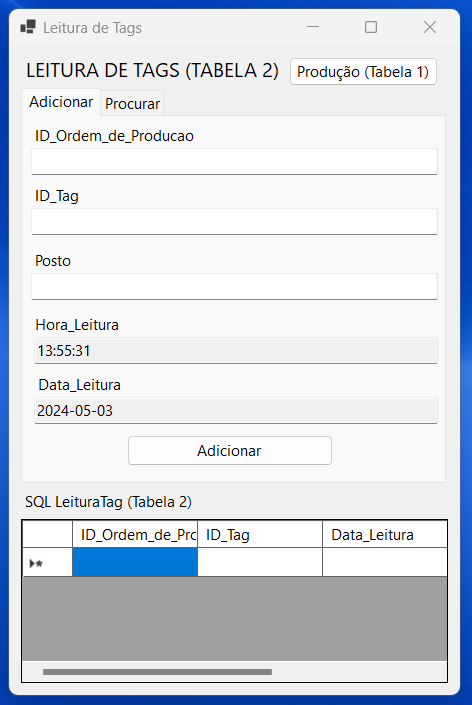 Leitura de Tags
LEITURA DE TAGS (TABELA 2)
Produção (Tabela 1)
Adicionar
Procurar
ID_Ordem_de_Producao
ID_Tag
Posto
Hora_Leitura
13:55:31
Data_Leitura
2024-05-03
Adicionar
SQL LeituraTag (Tabela 2)
ID_Ordem_de_Prc ID_Tag Data_Leitura